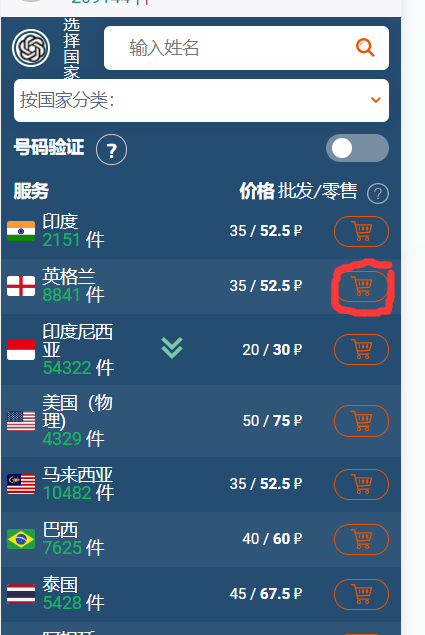 选择国家
输入姓名
按国家分类：
号码验证 ?
服务 价格 批发/零售 ?
印度
2151 件 35 / 52.5 ₽
英格兰
8841 件 35 / 52.5 ₽
印度尼西
亚
54322 件 20 / 30 ₽
美国（物
理)
4329 件 50 / 75 ₽
马来西亚
10482 件 35 / 52.5 ₽
巴西
7625 件 40 / 60 ₽
泰国
5428 件 45 / 67.5 ₽